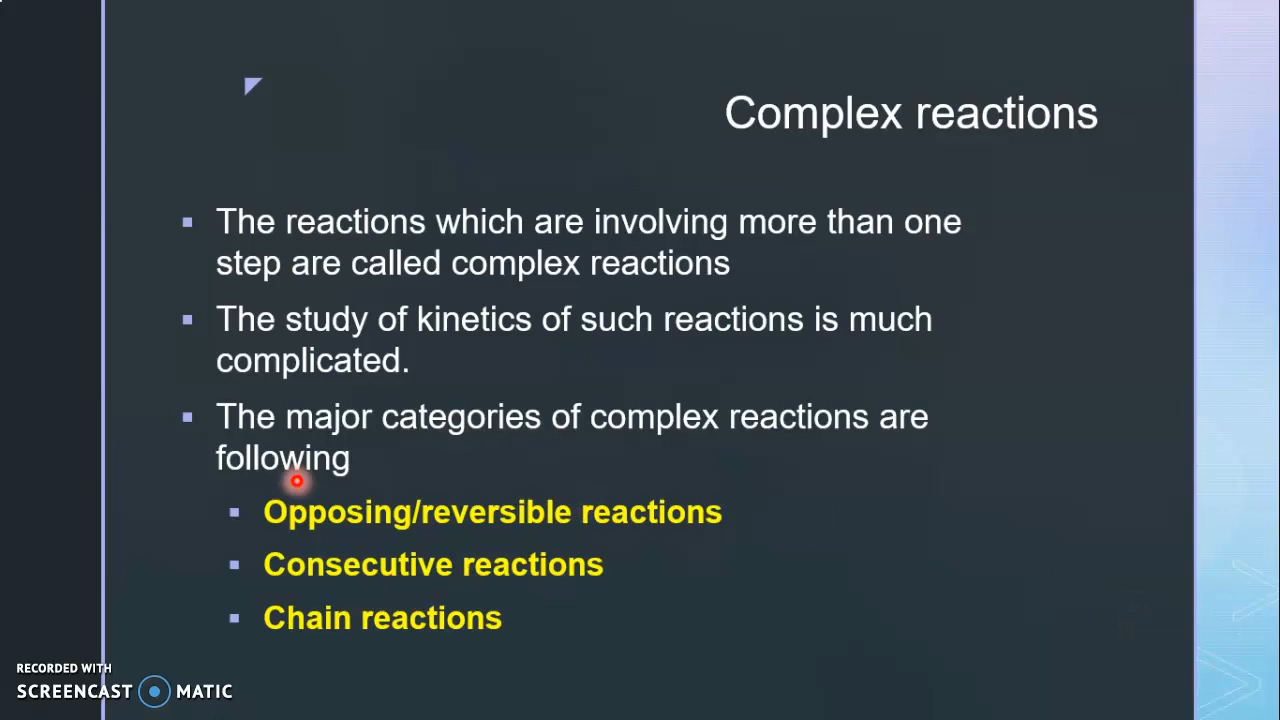 Complex reactions
The reactions which are involving more than one
step are called complex reactions
The study of kinetics of such reactions is much
complicated.
The major categories of complex reactions are
following
Opposing/reversible reactions
Consecutive reactions
Chain reactions
RECORDED WITH
SCREENCAST MATIC